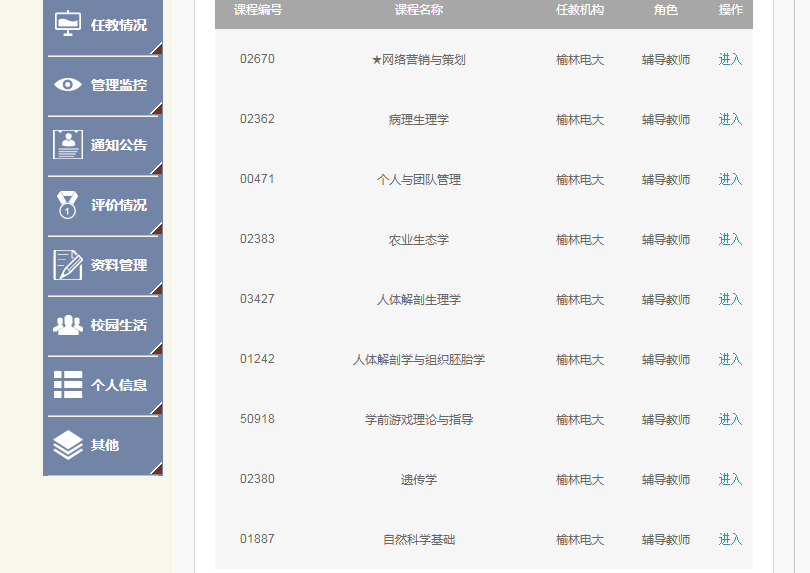 任教情况
管理监控
通知公告
1
评价情况
资料管理
校园生活
个人信息
其他
课程编号 课程名称 任教机构 角色 操作
02670 ★网络营销与策划 榆林电大 辅导教师 进入
02362 病理生理学 榆林电大 辅导教师 进入
00471 个人与团队管理 榆林电大 辅导教师 进入
02383 农业生态学 榆林电大 辅导教师 进入
03427 人体解剖生理学 榆林电大 辅导教师 进入
01242 人体解剖学与组织胚胎学 榆林电大 辅导教师 进入
50918 学前游戏理论与指导 榆林电大 辅导教师 进入
02380 遗传学 榆林电大 辅导教师 进入
01887 自然科学基础 榆林电大 辅导教师 进入